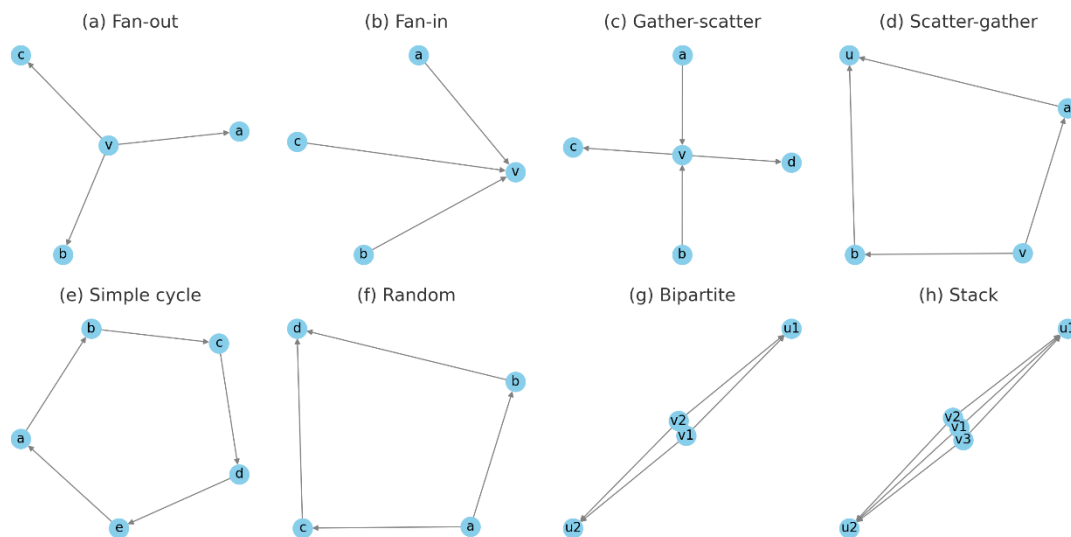 (a) Fan-out
(b) Fan-in
(c) Gather-scatter
(d) Scatter-gather
c
v
a
b
a
c
v
b
a
c
v
d
b
u
a
b
v
(e) Simple cycle
(f) Random
(g) Bipartite
(h) Stack
b
c
a
d
e
d
b
c
a
u1
v2
v1
u2
u1
v2
v1
v3
u2